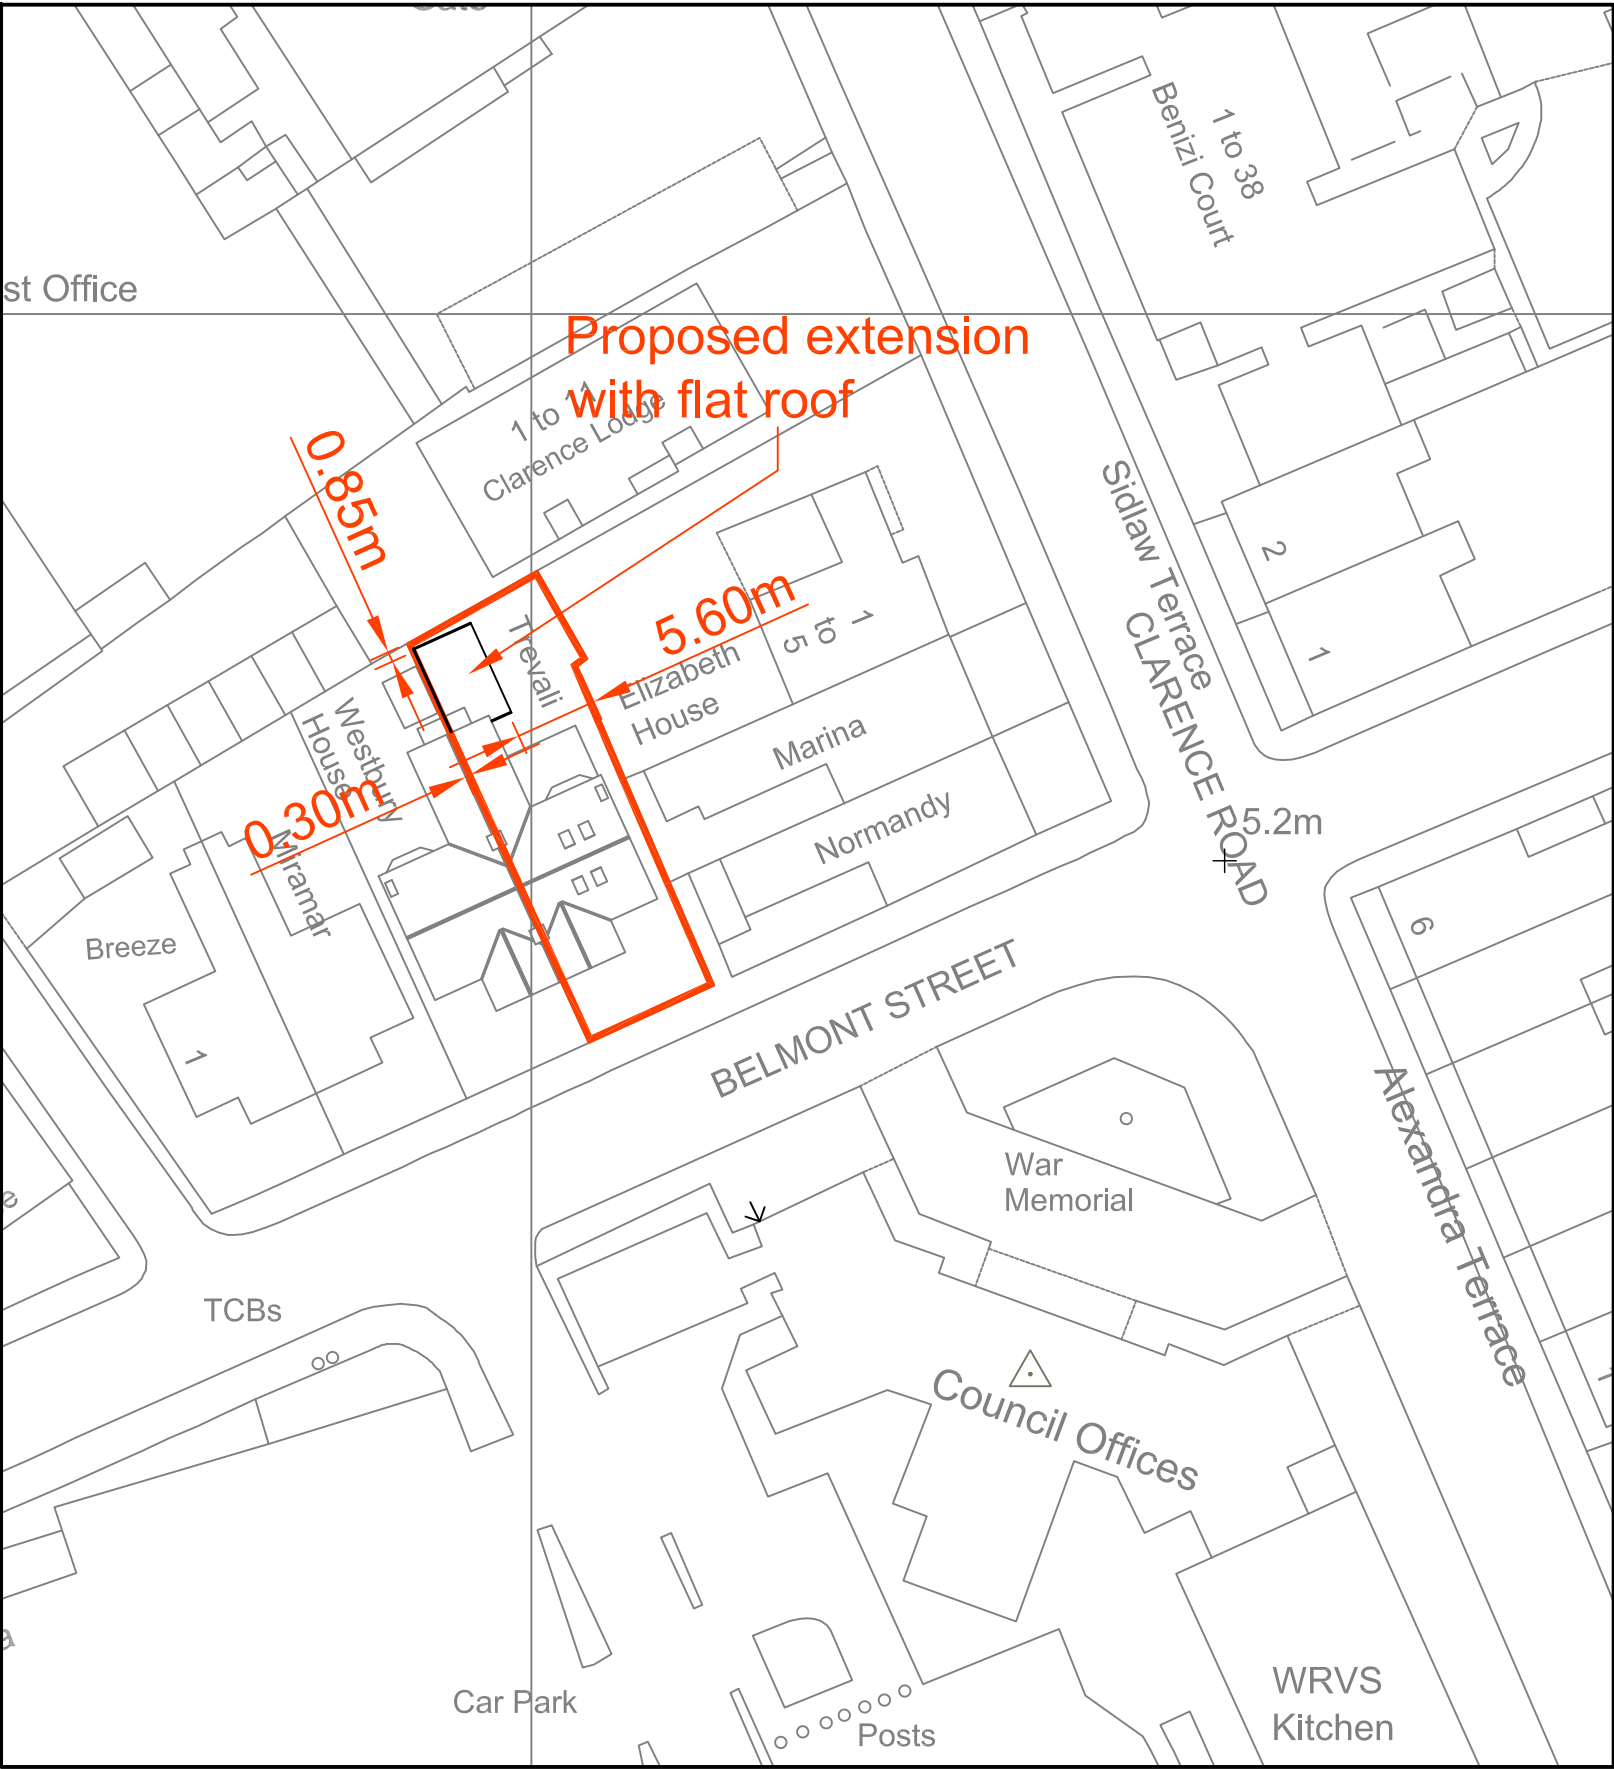 1 to 38
Benizi Court
st Office
Proposed extension
with flat roof
1 to 11
Clarence Lodge
0.85m
Sidlaw Terrace
CLARENCE ROAD
2
1
5.60m
1
to
5
Trevali
Elizabeth
House
Westbury
House
Marina
0.30m
Normandy
5.2m
Miramar
Breeze
6
1
BELMONT STREET
Alexandra Terrace
War
Memorial
e
TCBs
Council Offices
1
a
Car Park
Posts
WRVS
Kitchen